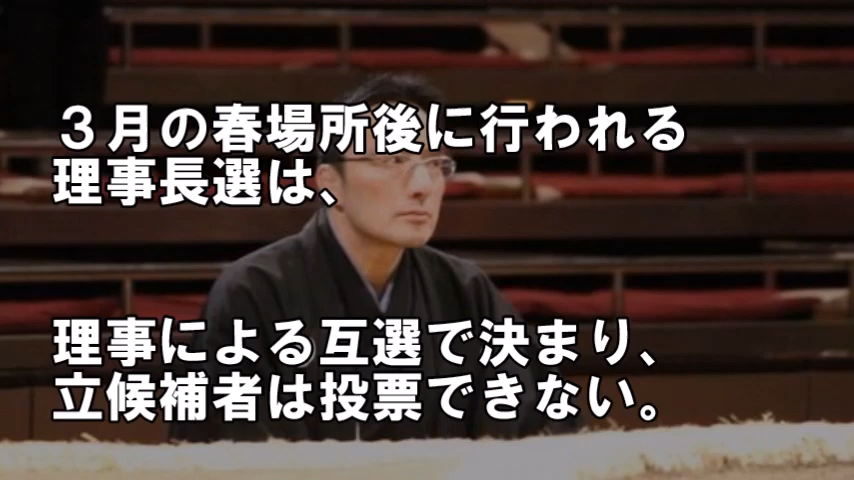 ３月の春場所後に行われる
理事長選は、
理事による互選で決まり、
立候補者は投票できない。